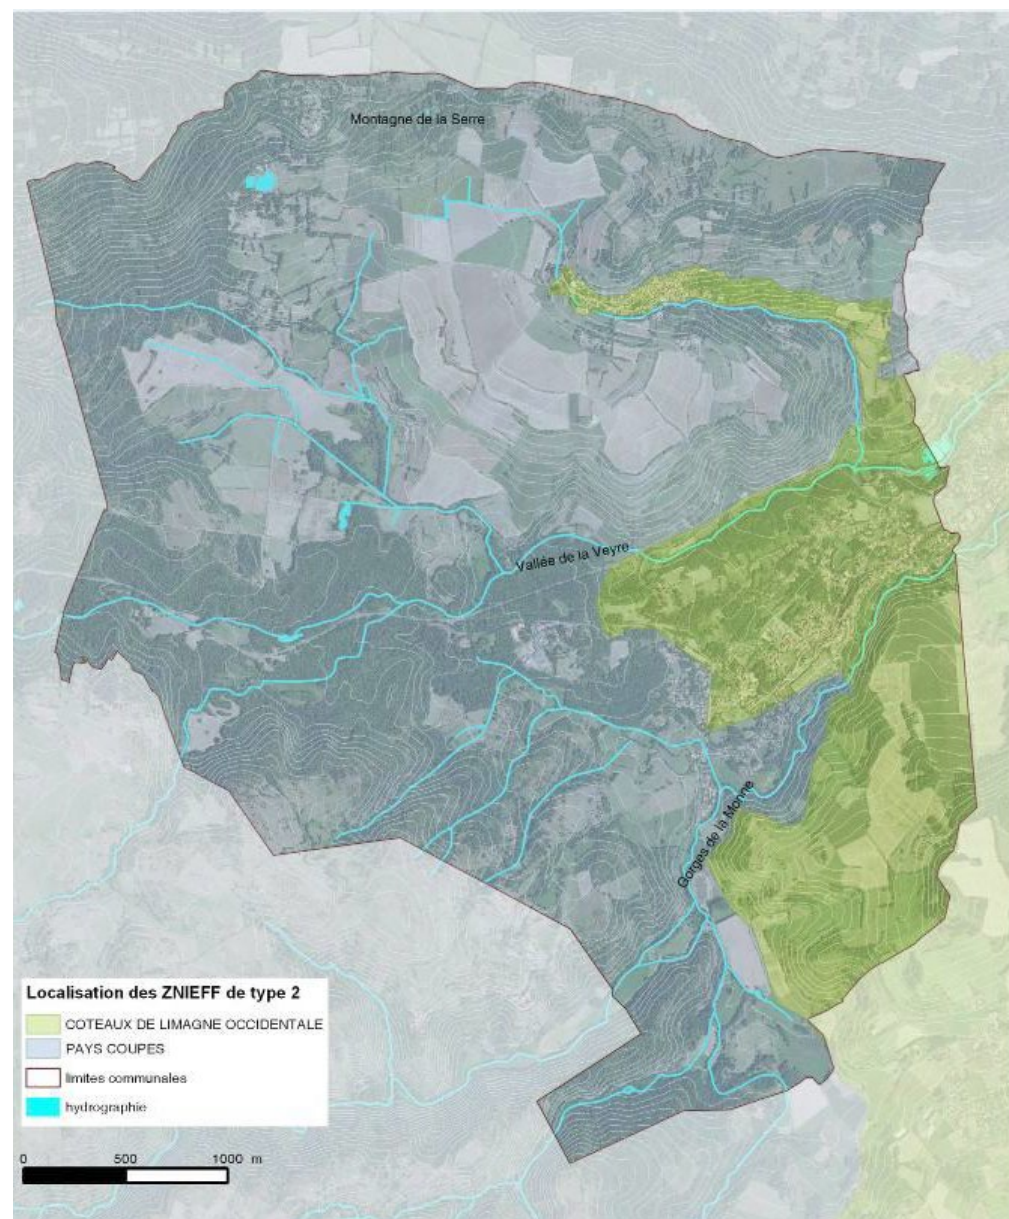 Montagne de la Serre
Vallée de la Veyre
Gorges de la Monne
Localisation des ZNIEFF de type 2
COTEAUX DE LIMAGNE OCCIDENTALE
PAYS COUPES
limites communales
hydrographie
0 500 1000 m